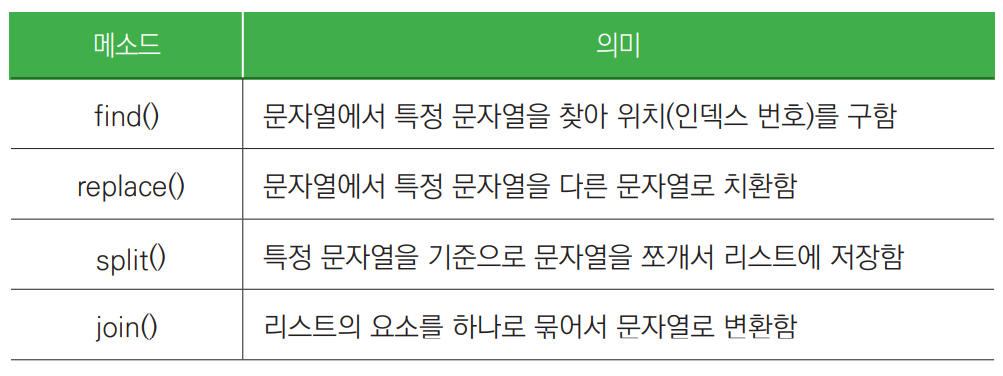 메소드 의미
find() 문자열에서 특정 문자열을 찾아 위치(인덱스 번호)를 구함
replace() 문자열에서 특정 문자열을 다른 문자열로 치환함
split() 특정 문자열을 기준으로 문자열을 쪼개서 리스트에 저장함
join() 리스트의 요소를 하나로 묶어서 문자열로 변환함